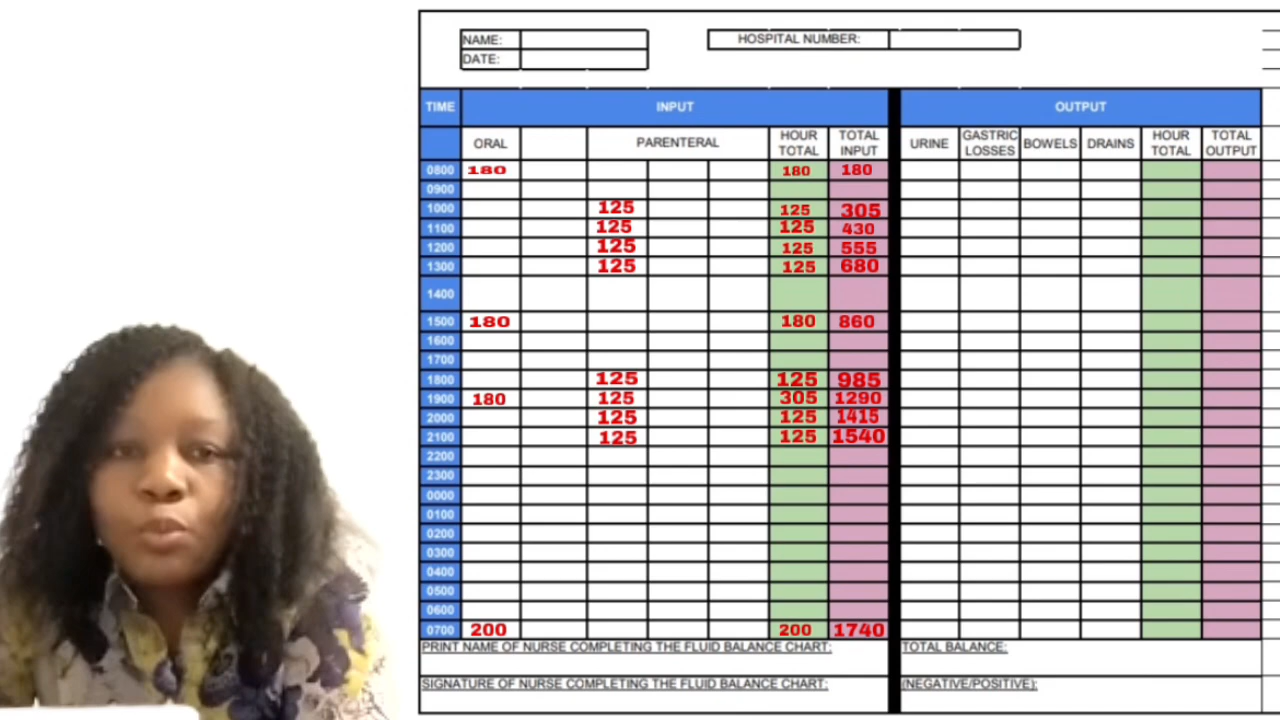 NAME: HOSPITAL NUMBER:
DATE:
TIME INPUT OUTPUT
ORAL PARENTERAL HOUR TOTAL TOTAL INPUT URINE GASTRIC LOSSES BOWELS DRAINS HOUR TOTAL TOTAL OUTPUT
0800 180 180 180
0900
1000 125 125 305
1100 125 125 430
1200 125 125 555
1300 125 125 680
1400
1500 180 180 860
1600
1700
1800 125 125 985
1900 180 125 305 1290
2000 125 125 1415
2100 125 125 1540
2200
2300
0000
0100
0200
0300
0400
0500
0600
0700 200 200 1740
PRINT NAME OF NURSE COMPLETING THE FLUID BALANCE CHART: TOTAL BALANCE:
SIGNATURE OF NURSE COMPLETING THE FLUID BALANCE CHART: (NEGATIVE/POSITIVE):